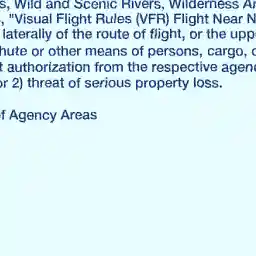 s, Wild and Scenic Rivers, Wilderness Ar
, "Visual Flight Rules (VFR) Flight Near N
laterally of the route of flight, or the upp
hute or other means of persons, cargo, o
t authorization from the respective agen
or 2) threat of serious property loss.
f Agency Areas